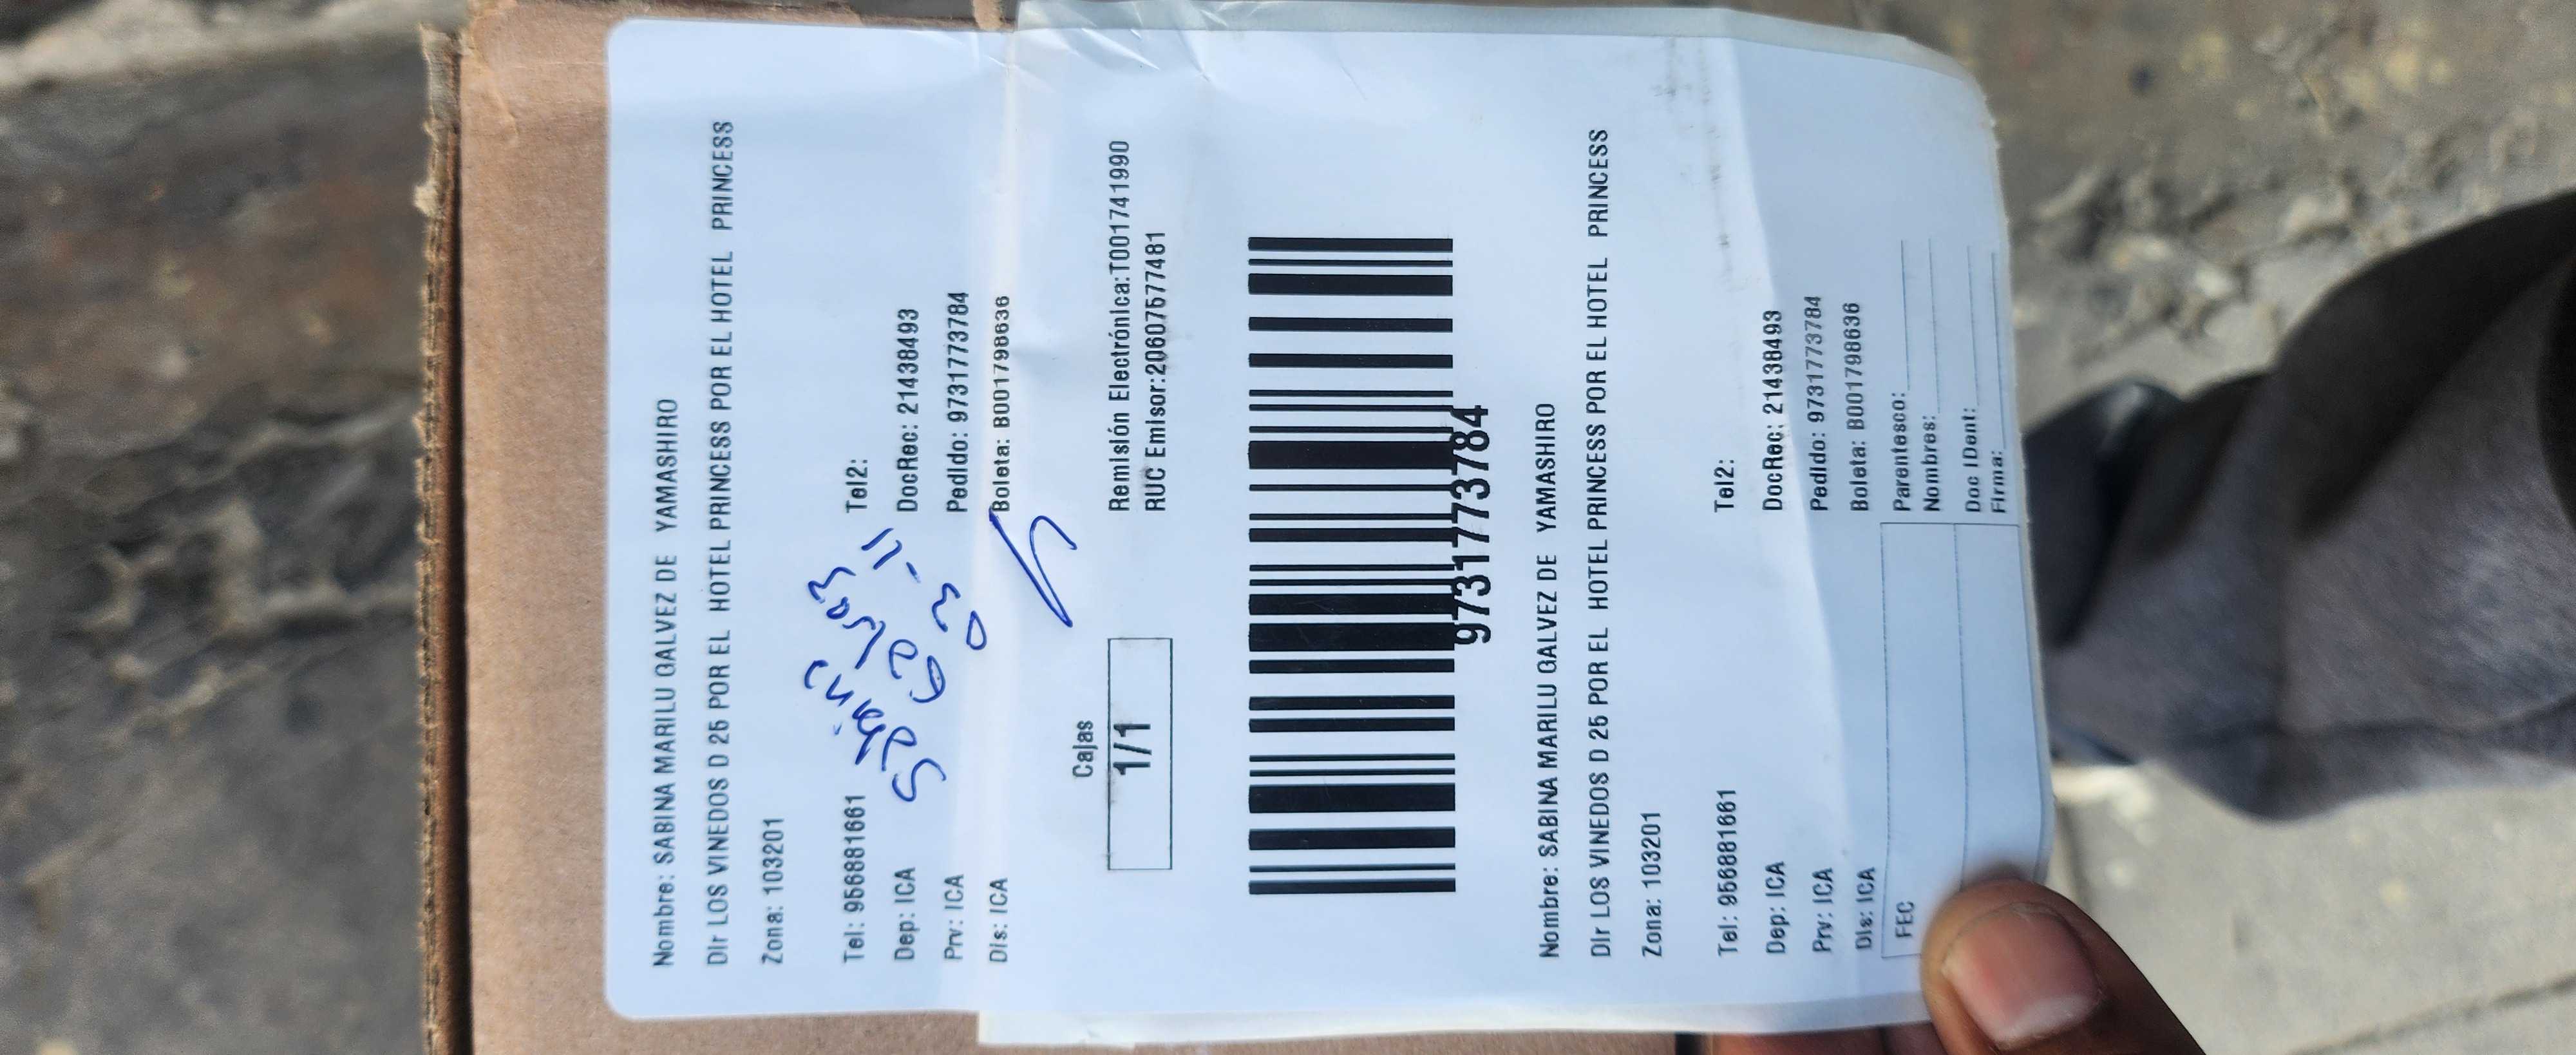 Nombre: SABINA MARILU GALVEZ DE YAMASHIRO
Dir LOS VINEDOS D 25 POR EL HOTEL PRINCESS POR EL HOTEL PRINCESS
Zona: 103201
Tel: 956881661 Tel2:
Dep: ICA DocRec: 21438493
Prv: ICA Pedido: 9731773784
Dis: ICA Boleta: B001798636
Galvez
03-11
Cajas
1/1
Remisión Electrónica:T001741990
RUC Emisor:20607577481
9731773784
Nombre: SABINA MARILU GALVEZ DE YAMASHIRO
Dir LOS VINEDOS D 25 POR EL HOTEL PRINCESS POR EL HOTEL PRINCESS
Zona: 103201
Tel: 956881661 Tel2:
Dep: ICA DocRec: 21438493
Prv: ICA Pedido: 9731773784
Dis: ICA Boleta: B001798636
FEC
Parentesco:
Nombres:
Doc IDent:
Firma: